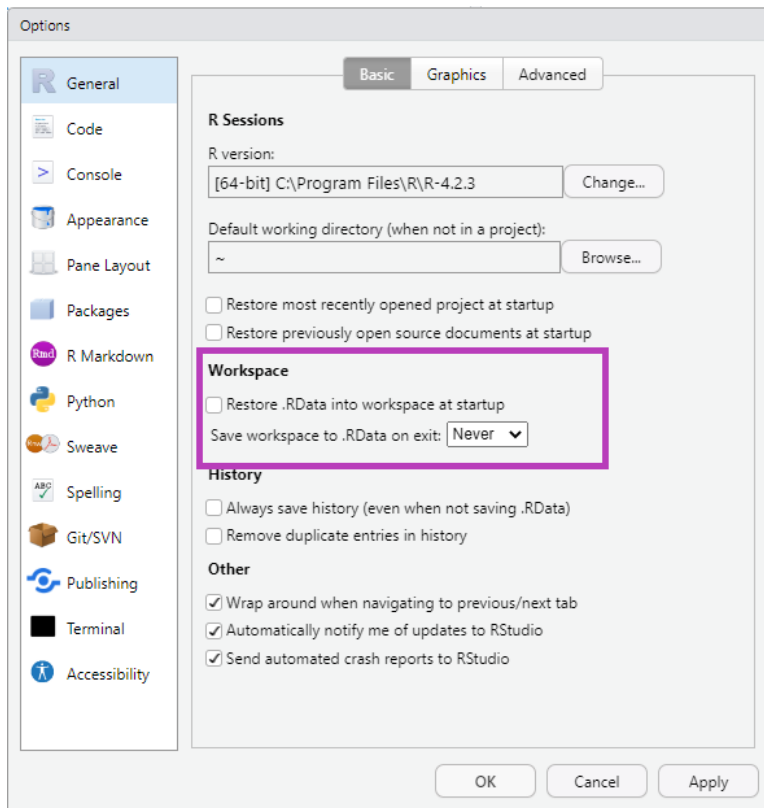 Options
General
Code
Console
Appearance
Pane Layout
Packages
Rmd R Markdown
Python
Sweave
ABC Spelling
Git/SVN
Publishing
Terminal
Accessibility
Basic Graphics Advanced
R Sessions
R version:
[64-bit] C:\Program Files\R\R-4.2.3 Change...
Default working directory (when not in a project):
~ Browse...
Restore most recently opened project at startup
Restore previously open source documents at startup
Workspace
Restore .RData into workspace at startup
Save workspace to .RData on exit: Never
History
Always save history (even when not saving .RData)
Remove duplicate entries in history
Other
Wrap around when navigating to previous/next tab
Automatically notify me of updates to RStudio
Send automated crash reports to RStudio
OK Cancel Apply